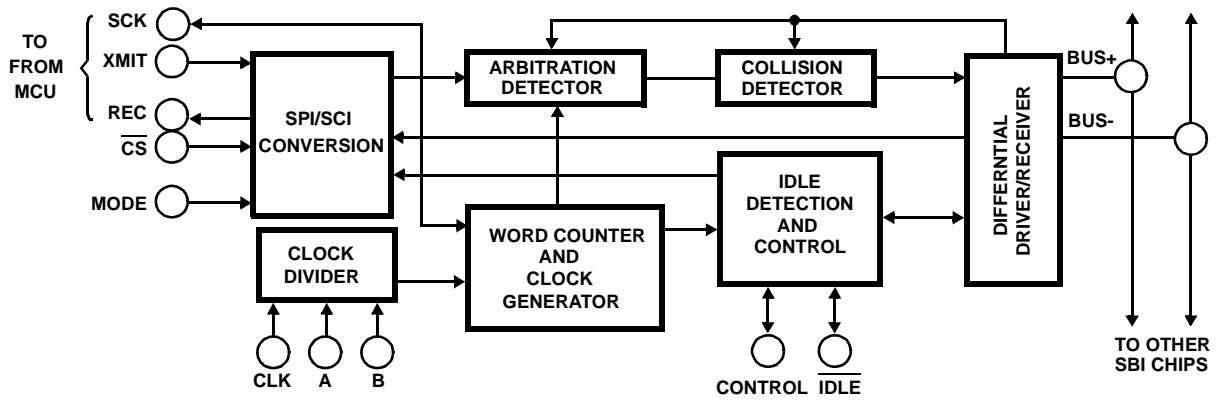 TO
FROM
MCU
SCK
XMIT
REC
CS
MODE
SPI/SCI
CONVERSION
ARBITRATION
DETECTOR
COLLISION
DETECTOR
BUS+
BUS-
DIFFERNTIAL
DRIVER/RECEIVER
IDLE
DETECTION
AND
CONTROL
WORD COUNTER
AND
CLOCK
GENERATOR
CLOCK
DIVIDER
CLK
A
B
CONTROL
IDLE
TO OTHER
SBI CHIPS